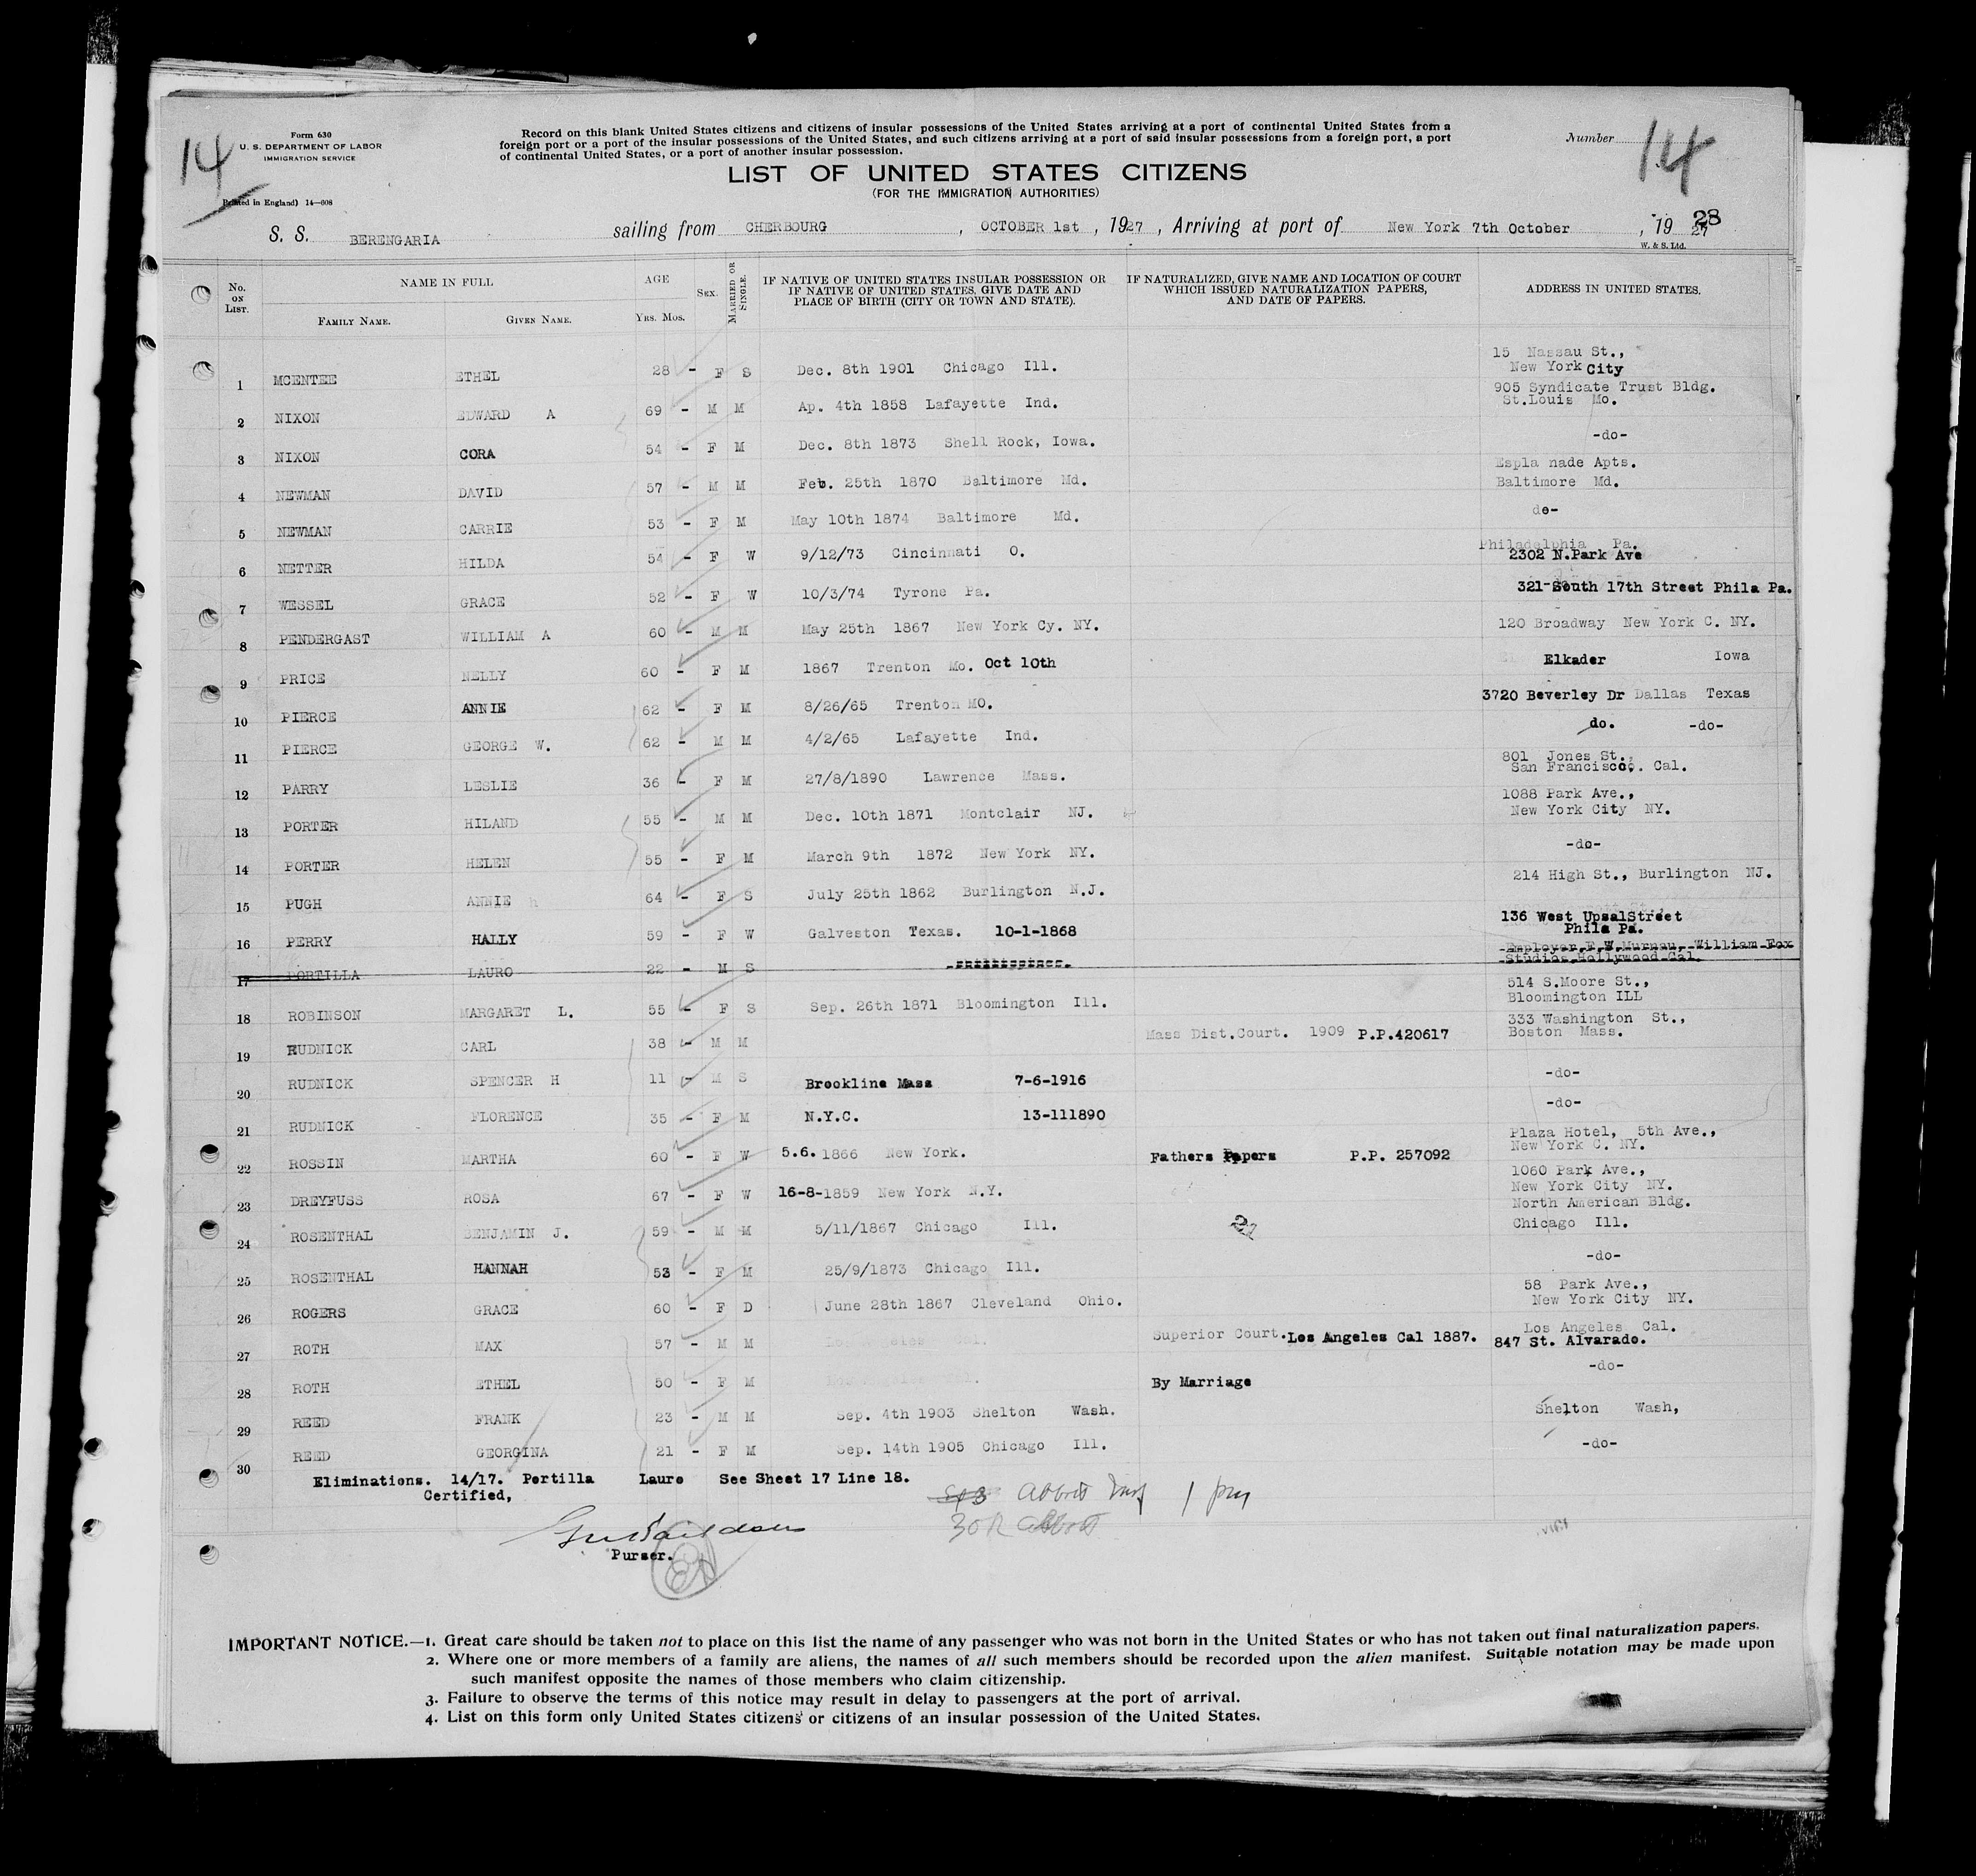 14
Form 630
U. S. DEPARTMENT OF LABOR
IMMIGRATION SERVICE
Printed in England) 14—608
Record on this blank United States citizens and citizens of insular possessions of the United States arriving at a port of continental United States from a
foreign port or a port of the insular possessions of the United States, and such citizens arriving at a port of said insular possessions from a foreign port, a port
of continental United States, or a port of another insular possession.
Number 14
LIST OF UNITED STATES CITIZENS
(FOR THE IMMIGRATION AUTHORITIES)
S. S. BERENGARIA sailing from CHERBOURG , OCTOBER 1st , 1927 , Arriving at port of New York 7th October , 19 27 28
W. & S. Ltd.
No. on List. NAME IN FULL AGE Sex. Married or Single. IF NATIVE OF UNITED STATES INSULAR POSSESSION OR IF NATIVE OF UNITED STATES, GIVE DATE AND PLACE OF BIRTH (CITY OR TOWN AND STATE). IF NATURALIZED, GIVE NAME AND LOCATION OF COURT WHICH ISSUED NATURALIZATION PAPERS, AND DATE OF PAPERS. ADDRESS IN UNITED STATES.
Family Name. Given Name. Yrs. Mos.
1 MCENTEE ETHEL 28 - F S Dec. 8th 1901 Chicago Ill. 15 Nassau St., New York City
2 NIXON EDWARD A 69 - M M Ap. 4th 1858 Lafayette Ind. 905 Syndicate Trust Bldg. St.Louis Mo.
3 NIXON CORA 54 - F M Dec. 8th 1873 Shell Rock, Iowa. -do-
4 NEWMAN DAVID 57 - M M Feb. 25th 1870 Baltimore Md. Espla nade Apts. Baltimore Md.
5 NEWMAN CARRIE 53 - F M May 10th 1874 Baltimore Md. do-
6 NETTER HILDA 54 - F W 9/12/73 Cincinnati O. Philadelphia Pa. 2302 N.Park Ave
7 WESSEL GRACE 52 - F W 10/3/74 Tyrone Pa. 321-South 17th Street Phila Pa.
8 PENDERGAST WILLIAM A 60 - M M May 25th 1867 New York Cy. NY. 120 Broadway New York C. NY.
9 PRICE NELLY 60 - F M 1867 Trenton Mo. Oct 10th Elkader Iowa
10 PIERCE ANNIE 62 - F M 8/26/65 Trenton MO. 3720 Beverley Dr Dallas Texas
11 PIERCE GEORGE W. 62 - M M 4/2/65 Lafayette Ind. do. -do-
12 PARRY LESLIE 36 - F M 27/8/1890 Lawrence Mass. 801 Jones St., San Francisco,. Cal.
13 PORTER HILAND 55 - M M Dec. 10th 1871 Montclair NJ. 1088 Park Ave., New York City NY.
14 PORTER HELEN 55 - F M March 9th 1872 New York NY. -do-
15 PUGH ANNIE h 64 - F S July 25th 1862 Burlington N.J. 214 High St., Burlington NJ.
16 PERRY HALLY 59 - F W Galveston Texas. 10-1-1868 136 West UpsalStreet Phila Pa.
17 PORTILLA LAURO 22 - M S Employer F.W.Murnau, William Fox Studios Hollywood Cal.
18 ROBINSON MARGARET L. 55 - F S Sep. 26th 1871 Bloomington Ill. 514 S.Moore St., Bloomington ILL
19 RUDNICK CARL 38 - M M Mass Dist.Court. 1909 P.P.420617 333 Washington St., Boston Mass.
20 RUDNICK SPENCER H 11 - M S Brookline Mass 7-6-1916 -do-
21 RUDNICK FLORENCE 35 - F M N.Y.C. 13-111890 -do-
22 ROSSIN MARTHA 60 - F W 5.6. 1866 New York. Fathers Papers P.P. 257092 Plaza Hotel, 5th Ave., New York C. NY.
23 DREYFUSS ROSA 67 - F W 16-8-1859 New York N.Y. 1060 Park Ave., New York City NY.
24 ROSENTHAL BENJAMIN J. 59 - M M 5/11/1867 Chicago Ill. North American Bldg. Chicago Ill.
25 ROSENTHAL HANNAH 53 - F M 25/9/1873 Chicago Ill. -do-
26 ROGERS GRACE 60 - F D June 28th 1867 Cleveland Ohio. 58 Park Ave., New York City NY.
27 ROTH MAX 57 - M M Superior Court. Los Angeles Cal 1887. Los Angeles Cal. 847 St. Alvarado.
28 ROTH ETHEL 50 - F M By Marriage -do-
29 REED FRANK 23 - M M Sep. 4th 1903 Shelton Wash. Shelton Wash,
30 REED GEORGINA 21 - F M Sep. 14th 1905 Chicago Ill. -do-
Eliminations. 14/17. Portilla Lauro See Sheet 17 Line 18.
Certified,
Abbott 1 pm
30R Abbott
Purser.
IMPORTANT NOTICE.—1. Great care should be taken not to place on this list the name of any passenger who was not born in the United States or who has not taken out final naturalization papers.
2. Where one or more members of a family are aliens, the names of all such members should be recorded upon the alien manifest. Suitable notation may be made upon
such manifest opposite the names of those members who claim citizenship.
3. Failure to observe the terms of this notice may result in delay to passengers at the port of arrival.
4. List on this form only United States citizens or citizens of an insular possession of the United States.